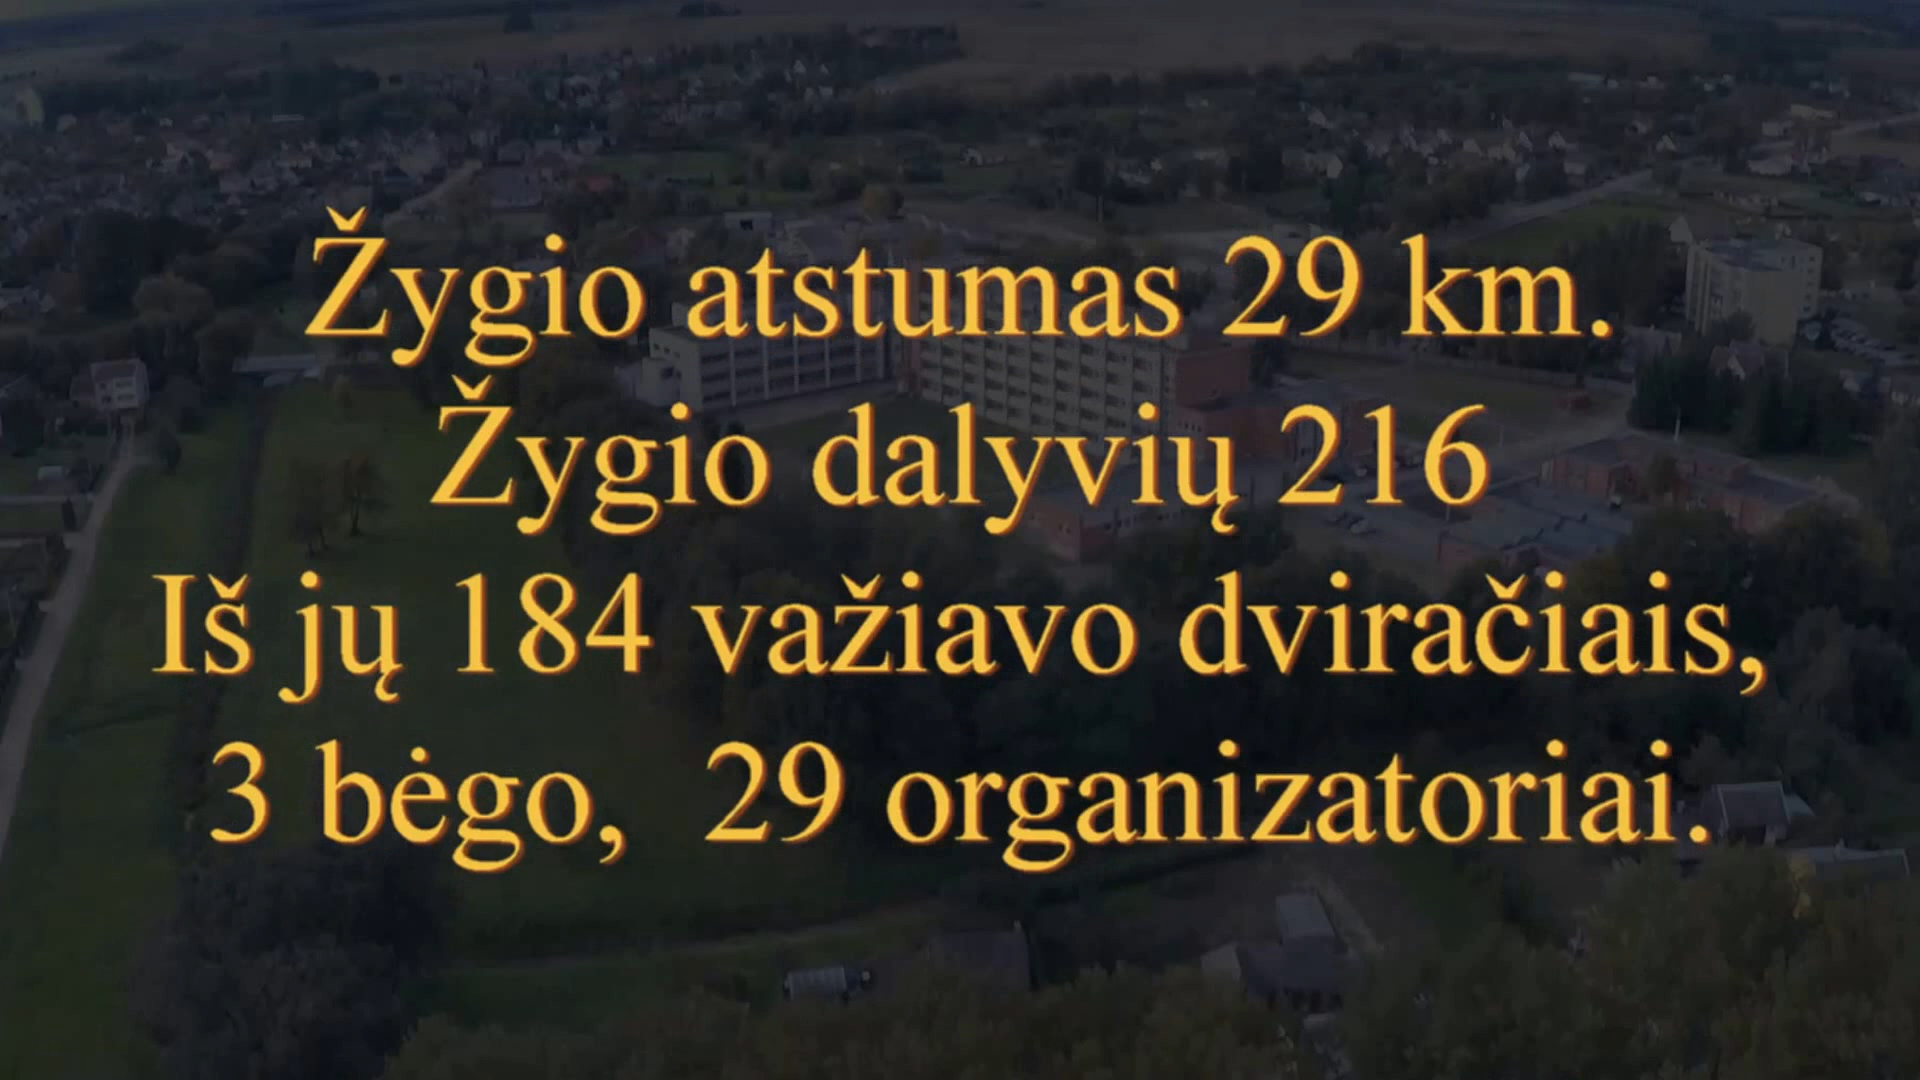 Žygio atstumas 29 km.
Žygio dalyvių 216
Iš jų 184 važiavo dviračiais,
3 bėgo,  29 organizatoriai.